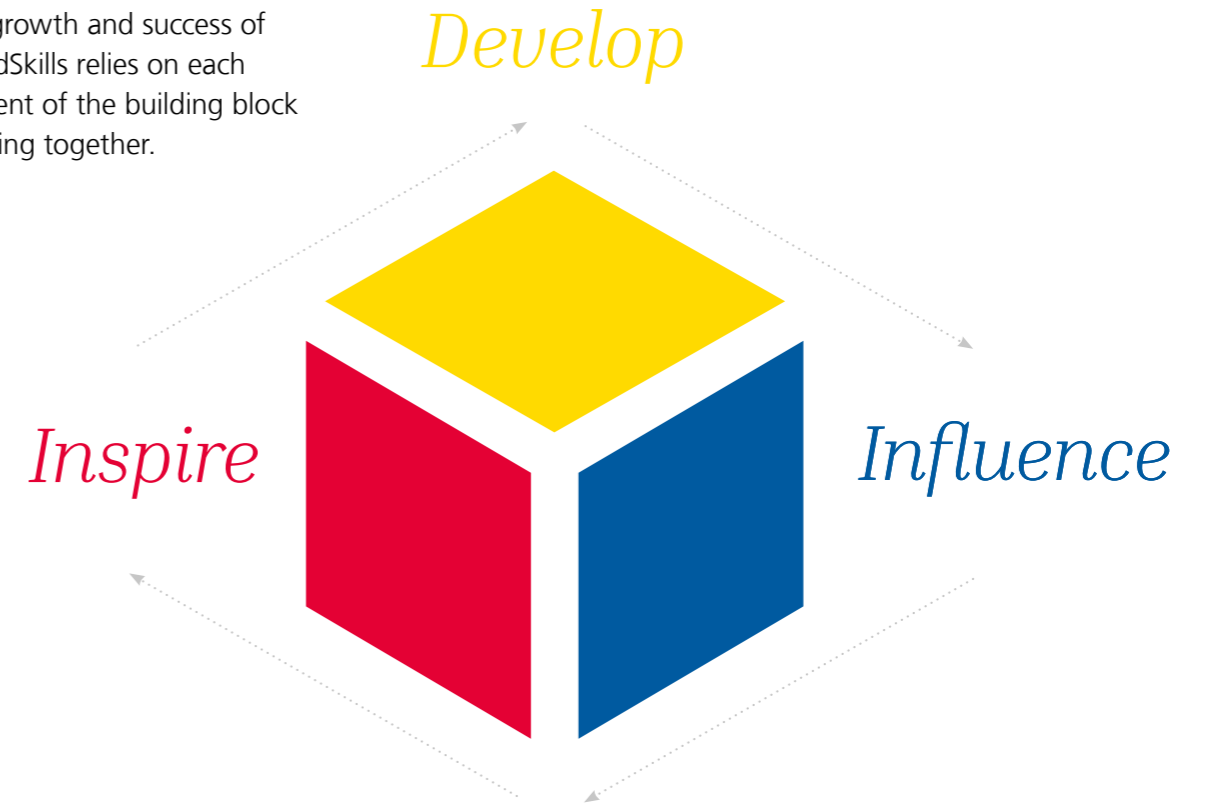 growth and success of
dSkills relies on each
ent of the building block
ing together.
Develop
Inspire
Influence